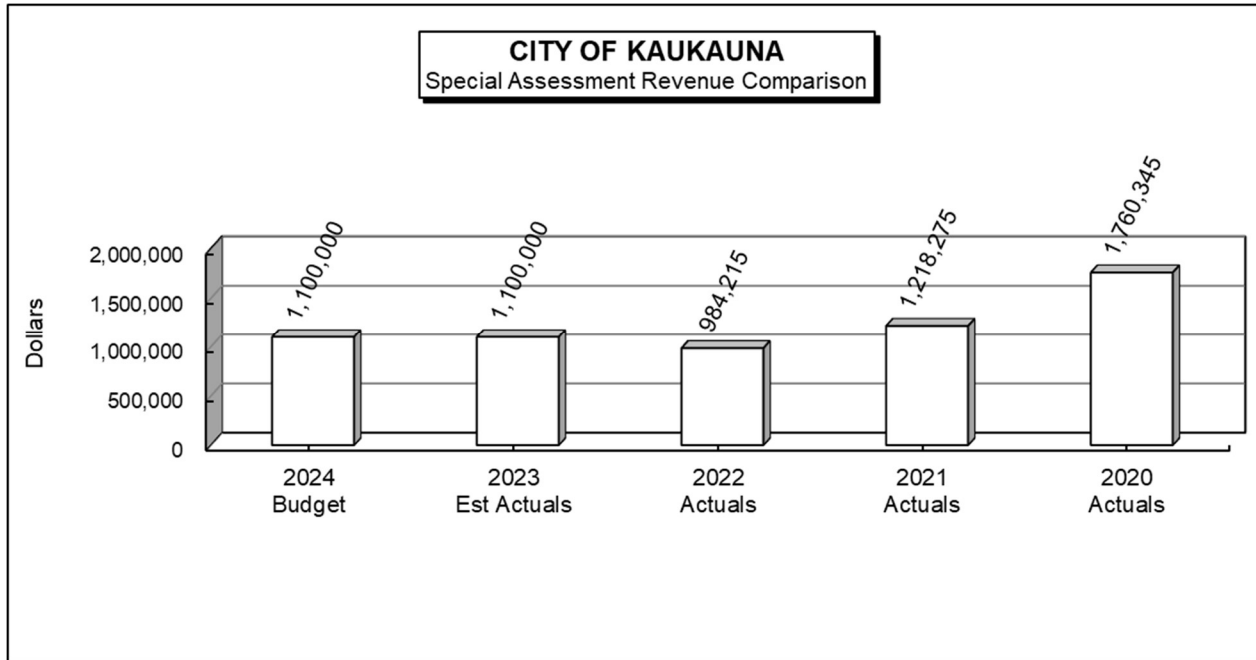 CITY OF KAUKAUNA
Special Assessment Revenue Comparison
Dollars
2,000,000
1,500,000
1,000,000
500,000
0
1,100,000
1,100,000
984,215
1,218,275
1,760,345
2024
Budget
2023
Est Actuals
2022
Actuals
2021
Actuals
2020
Actuals